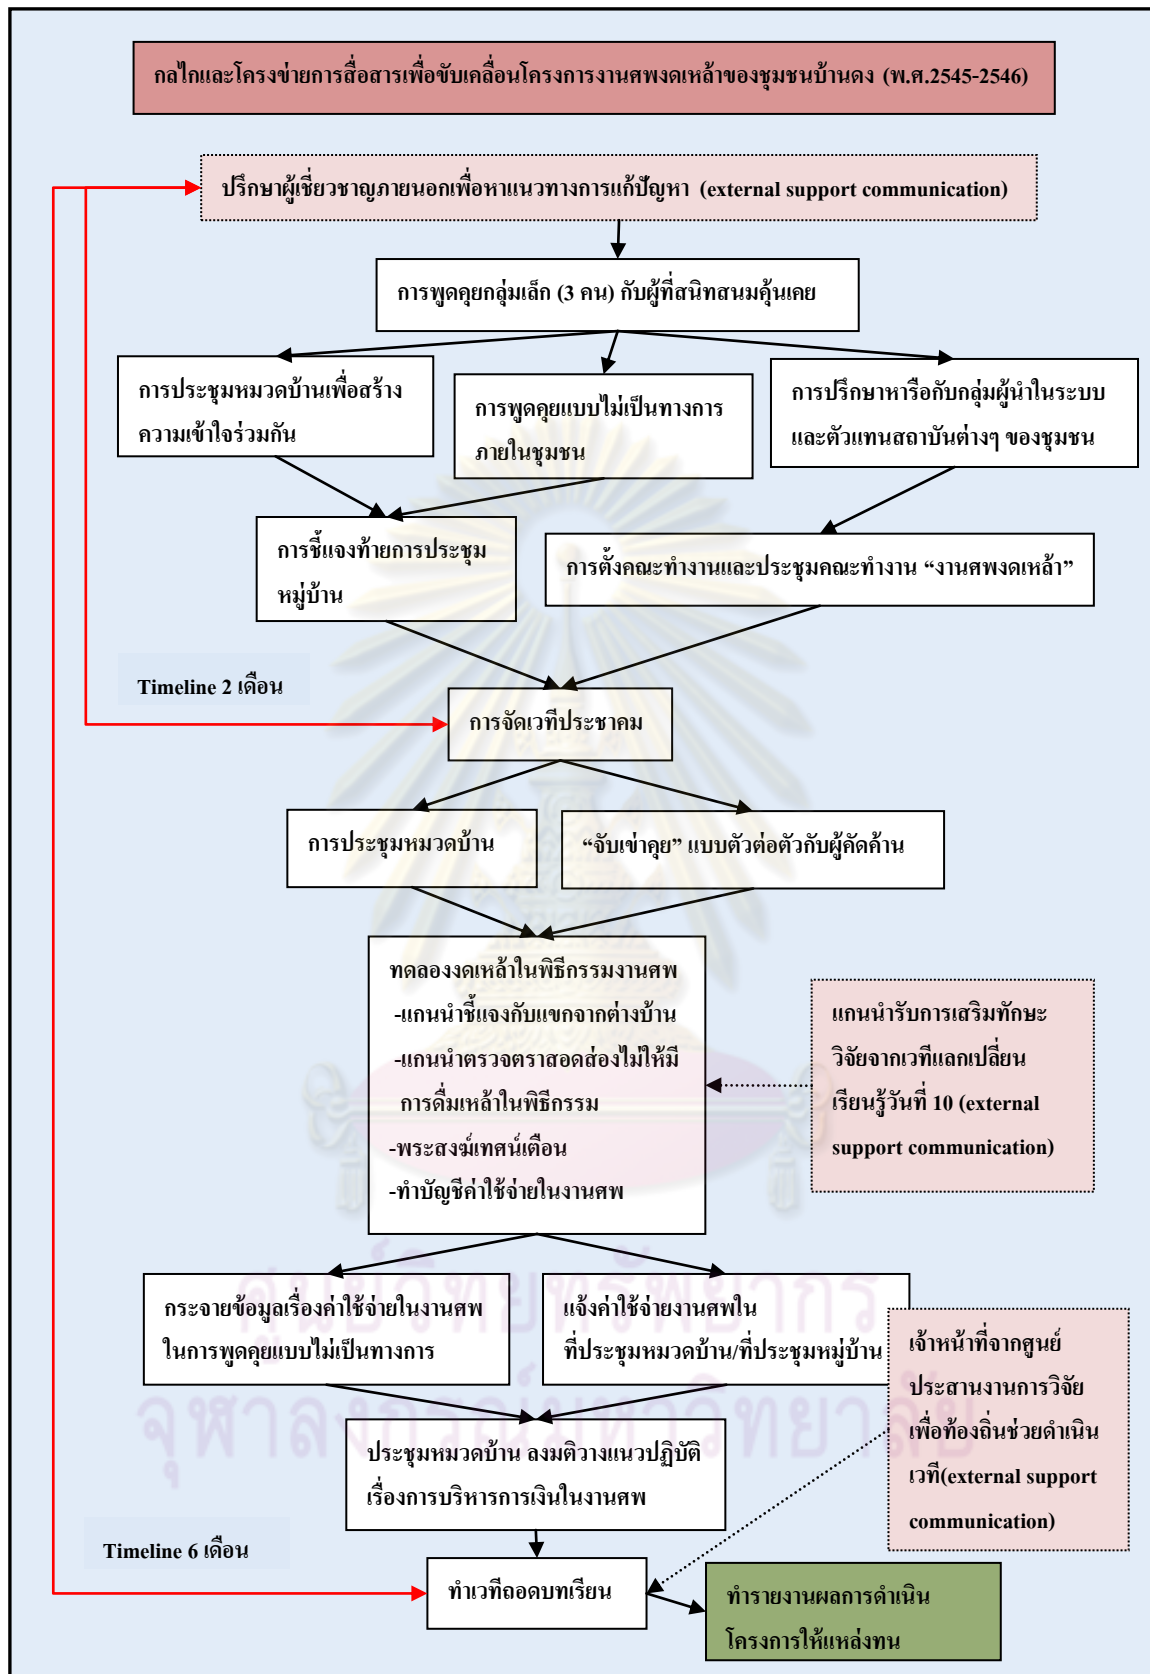 กลไกและโครงข่ายการสื่อสารเพื่อขับเคลื่อนโครงการงานศพงดเหล้าของชุมชนบ้านดง (พ.ศ.2545-2546)
ปรึกษาผู้เชี่ยวชาญภายนอกเพื่อหาแนวทางการแก้ปัญหา (external support communication)
การพูดคุยกลุ่มเล็ก (3 คน) กับผู้ที่สนิทสนมคุ้นเคย
การประชุมหมวดบ้านเพื่อสร้าง
ความเข้าใจร่วมกัน
การพูดคุยแบบไม่เป็นทางการ
ภายในชุมชน
การปรึกษาหารือกับกลุ่มผู้นำในระบบ
และตัวแทนสถาบันต่างๆ ของชุมชน
การชี้แจงท้ายการประชุม
หมู่บ้าน
การตั้งคณะทำงานและประชุมคณะทำงาน “งานศพงดเหล้า”
Timeline 2 เดือน
การจัดเวทีประชาคม
การประชุมหมวดบ้าน
“จับเข่าคุย” แบบตัวต่อตัวกับผู้คัดค้าน
ทดลองงดเหล้าในพิธีกรรมงานศพ
-แกนนำชี้แจงกับแขกจากต่างบ้าน
-แกนนำตรวจตราสอดส่องไม่ให้มี
การดื่มเหล้าในพิธีกรรม
-พระสงฆ์เทศน์เตือน
-ทำบัญชีค่าใช้จ่ายในงานศพ
แกนนำรับการเสริมทักษะ
วิจัยจากเวทีแลกเปลี่ยน
เรียนรู้วันที่ 10 (external
support communication)
กระจายข้อมูลเรื่องค่าใช้จ่ายในงานศพ
ในการพูดคุยแบบไม่เป็นทางการ
แจ้งค่าใช้จ่ายงานศพใน
ที่ประชุมหมวดบ้าน/ที่ประชุมหมู่บ้าน
เจ้าหน้าที่จากศูนย์
ประสานงานการวิจัย
เพื่อท้องถิ่นช่วยดำเนิน
เวที(external support
communication)
ประชุมหมวดบ้าน ลงมติวางแนวปฏิบัติ
เรื่องการบริหารการเงินในงานศพ
Timeline 6 เดือน
ทำเวทีถอดบทเรียน
ทำรายงานผลการดำเนิน
โครงการให้แหล่งทุน
ศูนย์วิทยทรัพยากร
จุฬาลงกรณ์มหาวิทยาลัย